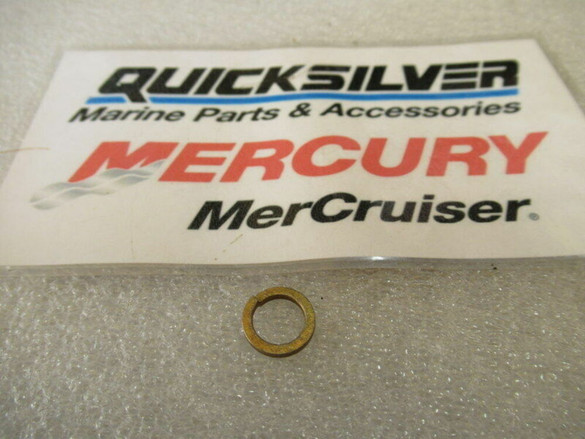 QUICKSILVER
Marine Parts & Accessories
MERCURY
MerCruiser®